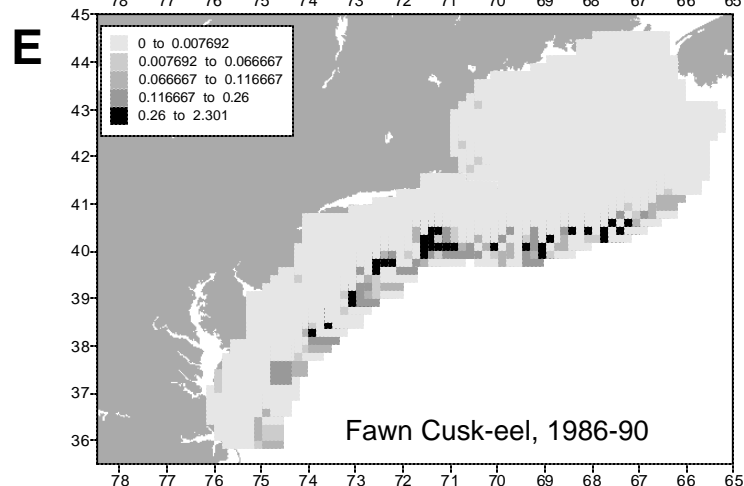 78 77 76 75 74 73 72 71 70 69 68 67 66 65
E
45
44
43
42
41
40
39
38
37
36
0 to 0.007692
0.007692 to 0.066667
0.066667 to 0.116667
0.116667 to 0.26
0.26 to 2.301
Fawn Cusk-eel, 1986-90
78 77 76 75 74 73 72 71 70 69 68 67 66 65